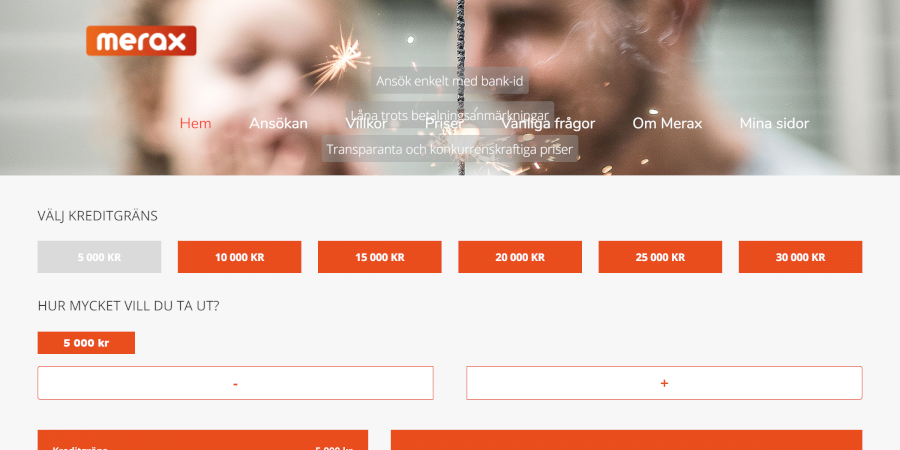 merax
Ansök enkelt med bank-id
Låna trots betalningsanmärkningar
Hem Ansökan Villkor Priser Vanliga frågor Om Merax Mina sidor
Transparanta och konkurrenskraftiga priser
VÄLJ KREDITGRÄNS
5 000 KR 10 000 KR 15 000 KR 20 000 KR 25 000 KR 30 000 KR
HUR MYCKET VILL DU TA UT?
5 000 kr
- +
Kreditgräns 5 000 kr